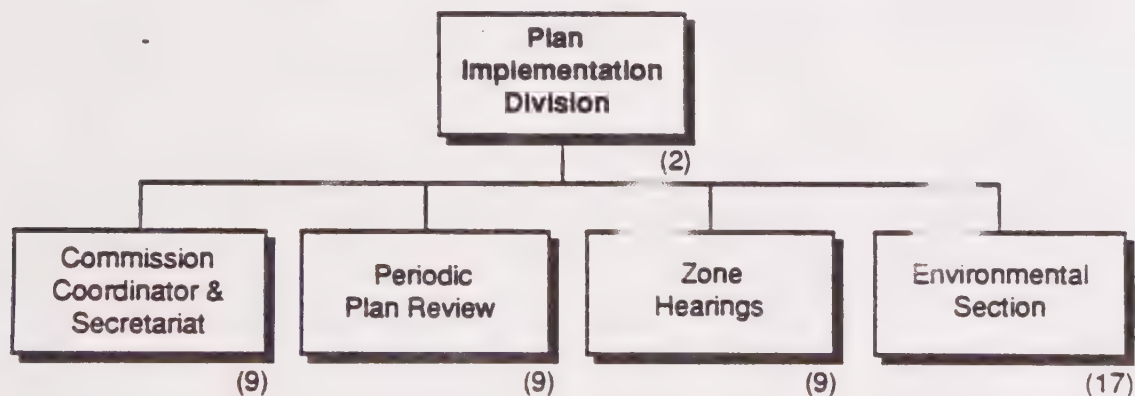 Plan
Implementation
Division
(2)
Commission
Coordinator &
Secretariat
(9)
Periodic
Plan Review
(9)
Zone
Hearings
(9)
Environmental
Section
(17)